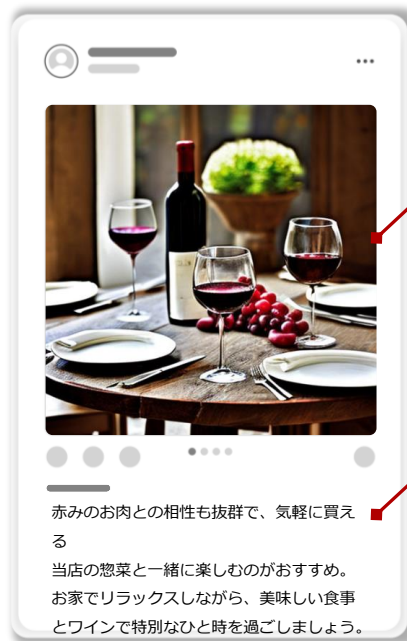 赤みのお肉との相性も抜群で、気軽に買え
る
当店の惣菜と一緒に楽しむのがおすすめ。
お家でリラックスしながら、美味しい食事
とワインで特別なひと時を過ごしましょう。